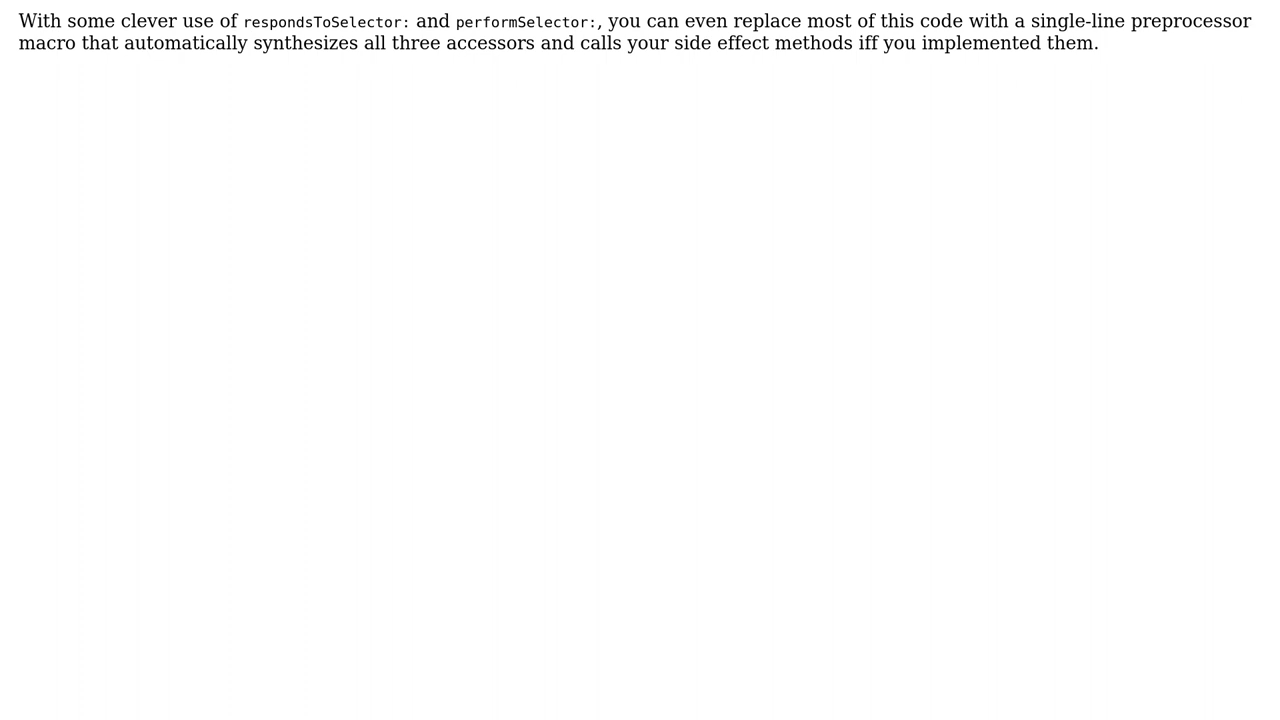 With some clever use of respondsToSelector: and performSelector:, you can even replace most of this code with a single-line preprocessor
macro that automatically synthesizes all three accessors and calls your side effect methods iff you implemented them.